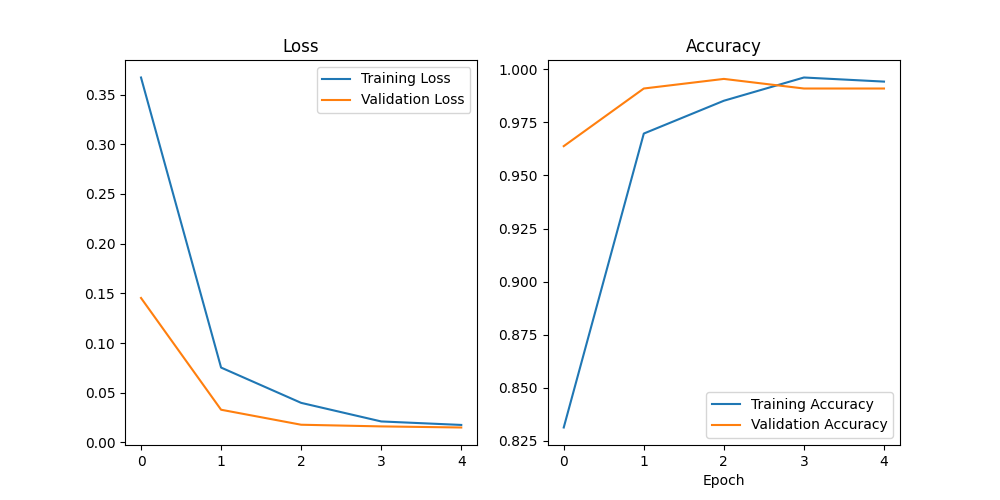 Loss
Training Loss
Validation Loss
0.35
0.30
0.25
0.20
0.15
0.10
0.05
0.00
0 1 2 3 4
Accuracy
1.000
0.975
0.950
0.925
0.900
0.875
0.850
0.825
Training Accuracy
Validation Accuracy
0 1 2 3 4
Epoch